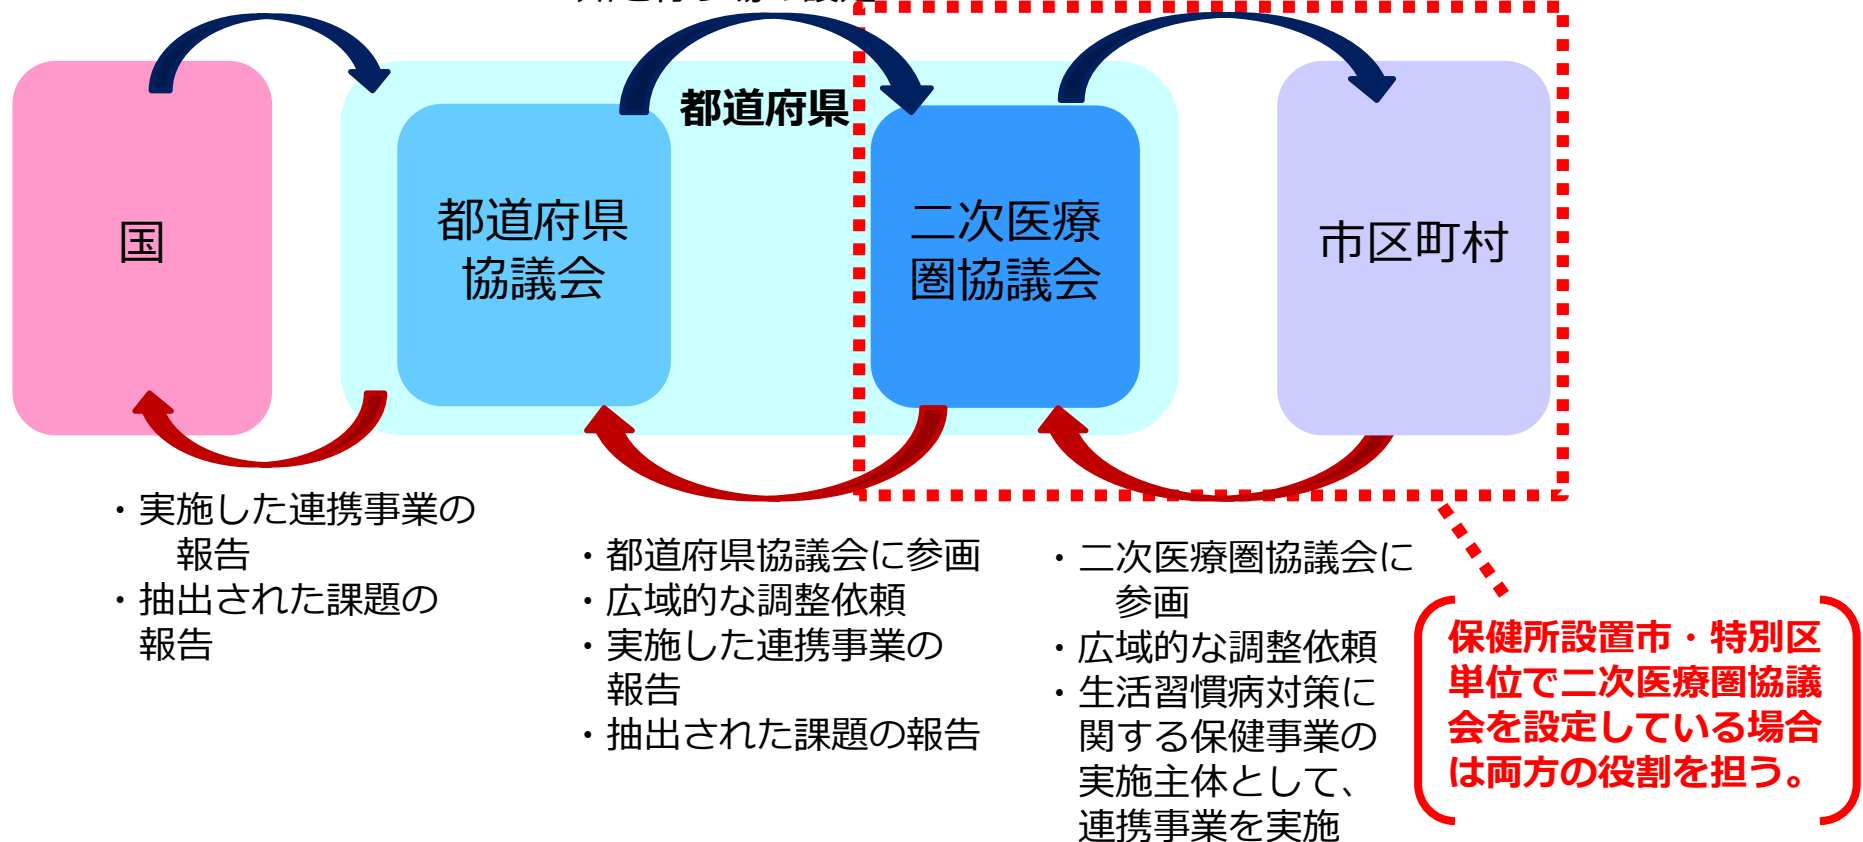 都道府県
国
都道府県
協議会
二次医療
圏協議会
市区町村
・実施した連携事業の
報告
・抽出された課題の
報告
・都道府県協議会に参画
・広域的な調整依頼
・実施した連携事業の
報告
・抽出された課題の報告
・二次医療圏協議会に
参画
・広域的な調整依頼
・生活習慣病対策に
関する保健事業の
実施主体として、
連携事業を実施
保健所設置市・特別区
単位で二次医療圏協議
会を設定している場合
は両方の役割を担う。